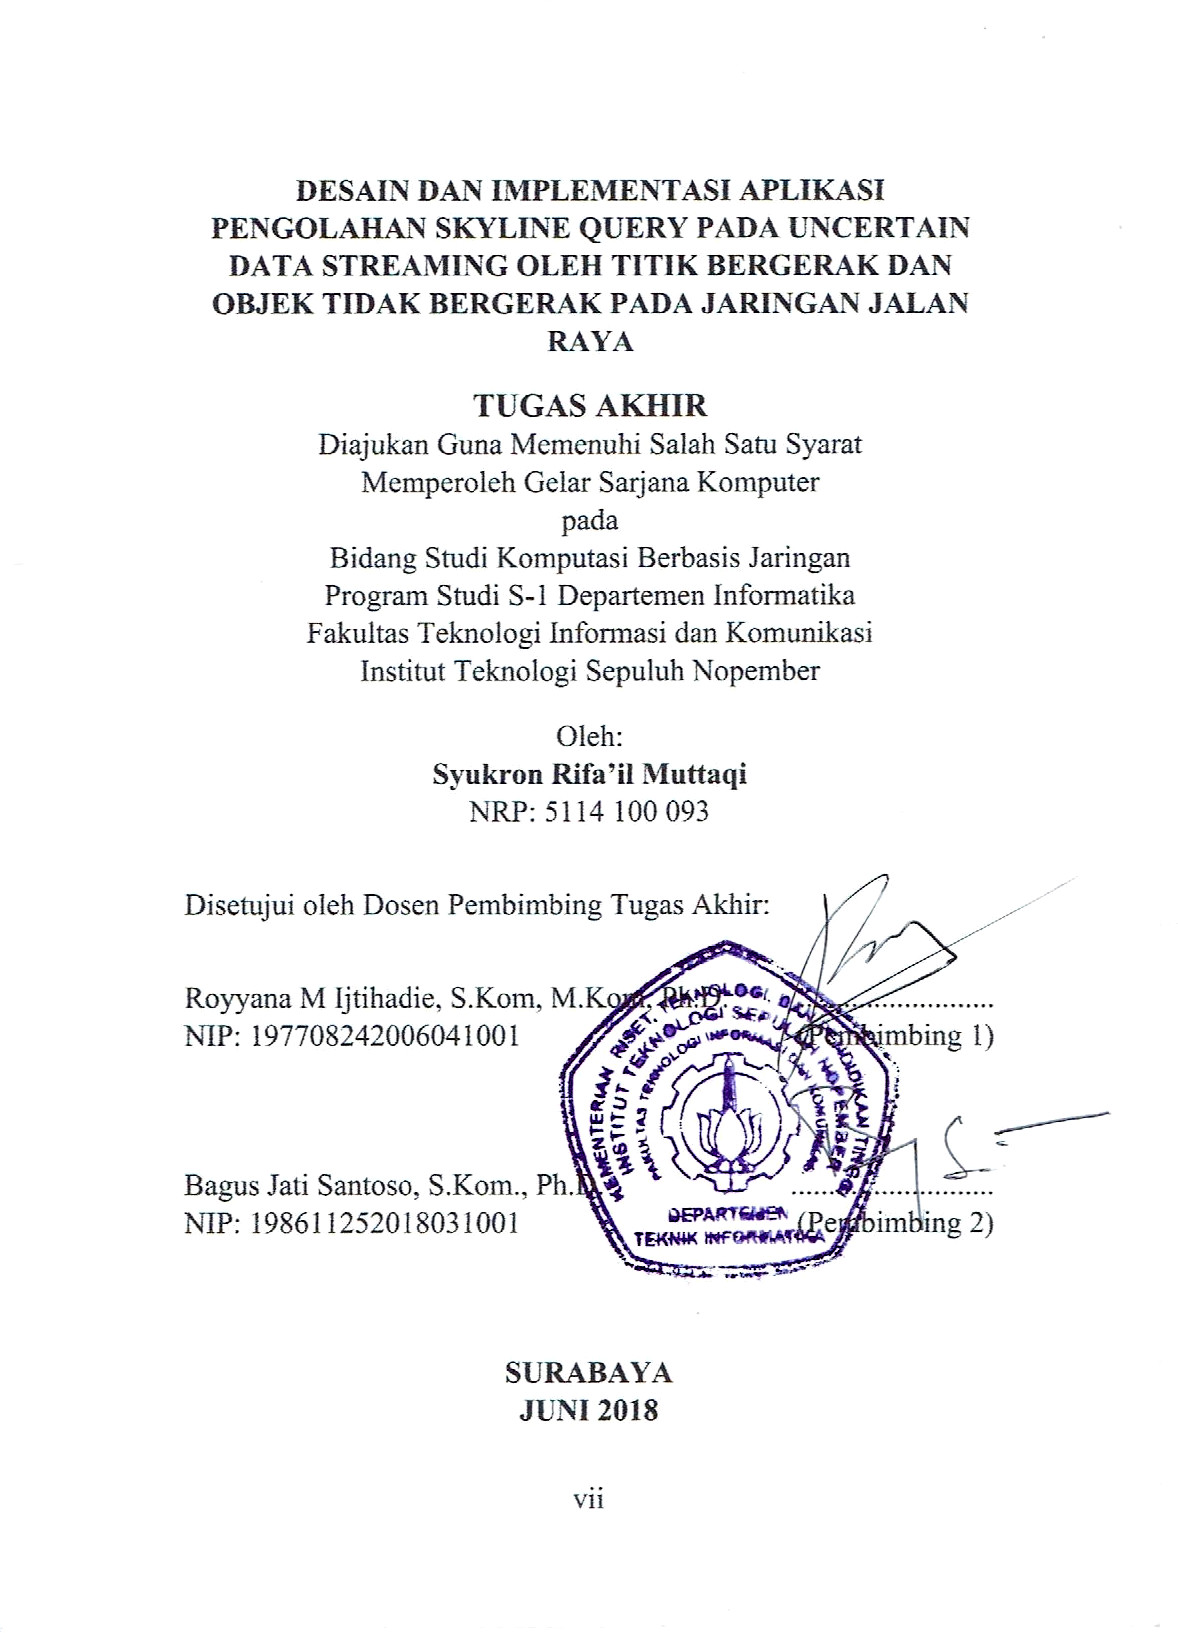 DESAIN DAN IMPLEMENTASI APLIKASI
PENGOLAHAN SKYLINE QUERY PADA UNCERTAIN
DATA STREAMING OLEH TITIK BERGERAK DAN
OBJEK TIDAK BERGERAK PADA JARINGAN JALAN
RAYA
TUGAS AKHIR
Diajukan Guna Memenuhi Salah Satu Syarat
Memperoleh Gelar Sarjana Komputer
pada
Bidang Studi Komputasi Berbasis Jaringan
Program Studi S-1 Departemen Informatika
Fakultas Teknologi Informasi dan Komunikasi
Institut Teknologi Sepuluh Nopember
Oleh:
Syukron Rifa’il Muttaqi
NRP: 5114 100 093
Disetujui oleh Dosen Pembimbing Tugas Akhir:
Royyana M Ijtihadie, S.Kom, M.Kom, Ph.D
NIP: 197708242006041001 (Pembimbing 1)
Bagus Jati Santoso, S.Kom., Ph.D
NIP: 198611252018031001 (Pembimbing 2)
KEMENTERIAN RISET, TEKNOLOGI, DAN PENDIDIKAN TINGGI
INSTITUT TEKNOLOGI SEPULUH NOPEMBER
FAKULTAS TEKNOLOGI INFORMASI DAN KOMUNIKASI
DEPARTEMEN
TEKNIK INFORMATIKA
SURABAYA
JUNI 2018
vii